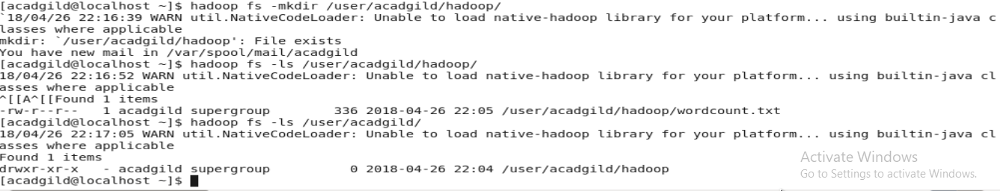 [acadgild@localhost ~]$ hadoop fs -mkdir /user/acadgild/hadoop/
`18/04/26 22:16:39 WARN util.NativeCodeLoader: Unable to load native-hadoop library for your platform... using builtin-java c
lasses where applicable
mkdir: `/user/acadgild/hadoop': File exists
You have new mail in /var/spool/mail/acadgild
[acadgild@localhost ~]$ hadoop fs -ls /user/acadgild/hadoop/
18/04/26 22:16:52 WARN util.NativeCodeLoader: Unable to load native-hadoop library for your platform... using builtin-java cl
asses where applicable
^[[A^[[Found 1 items
-rw-r--r--   1 acadgild supergroup        336 2018-04-26 22:05 /user/acadgild/hadoop/wordcount.txt
[acadgild@localhost ~]$ hadoop fs -ls /user/acadgild/
18/04/26 22:17:05 WARN util.NativeCodeLoader: Unable to load native-hadoop library for your platform... using builtin-java cl
asses where applicable
Found 1 items
drwxr-xr-x   - acadgild supergroup          0 2018-04-26 22:04 /user/acadgild/hadoop
[acadgild@localhost ~]$
Activate Windows
Go to Settings to activate Windows.